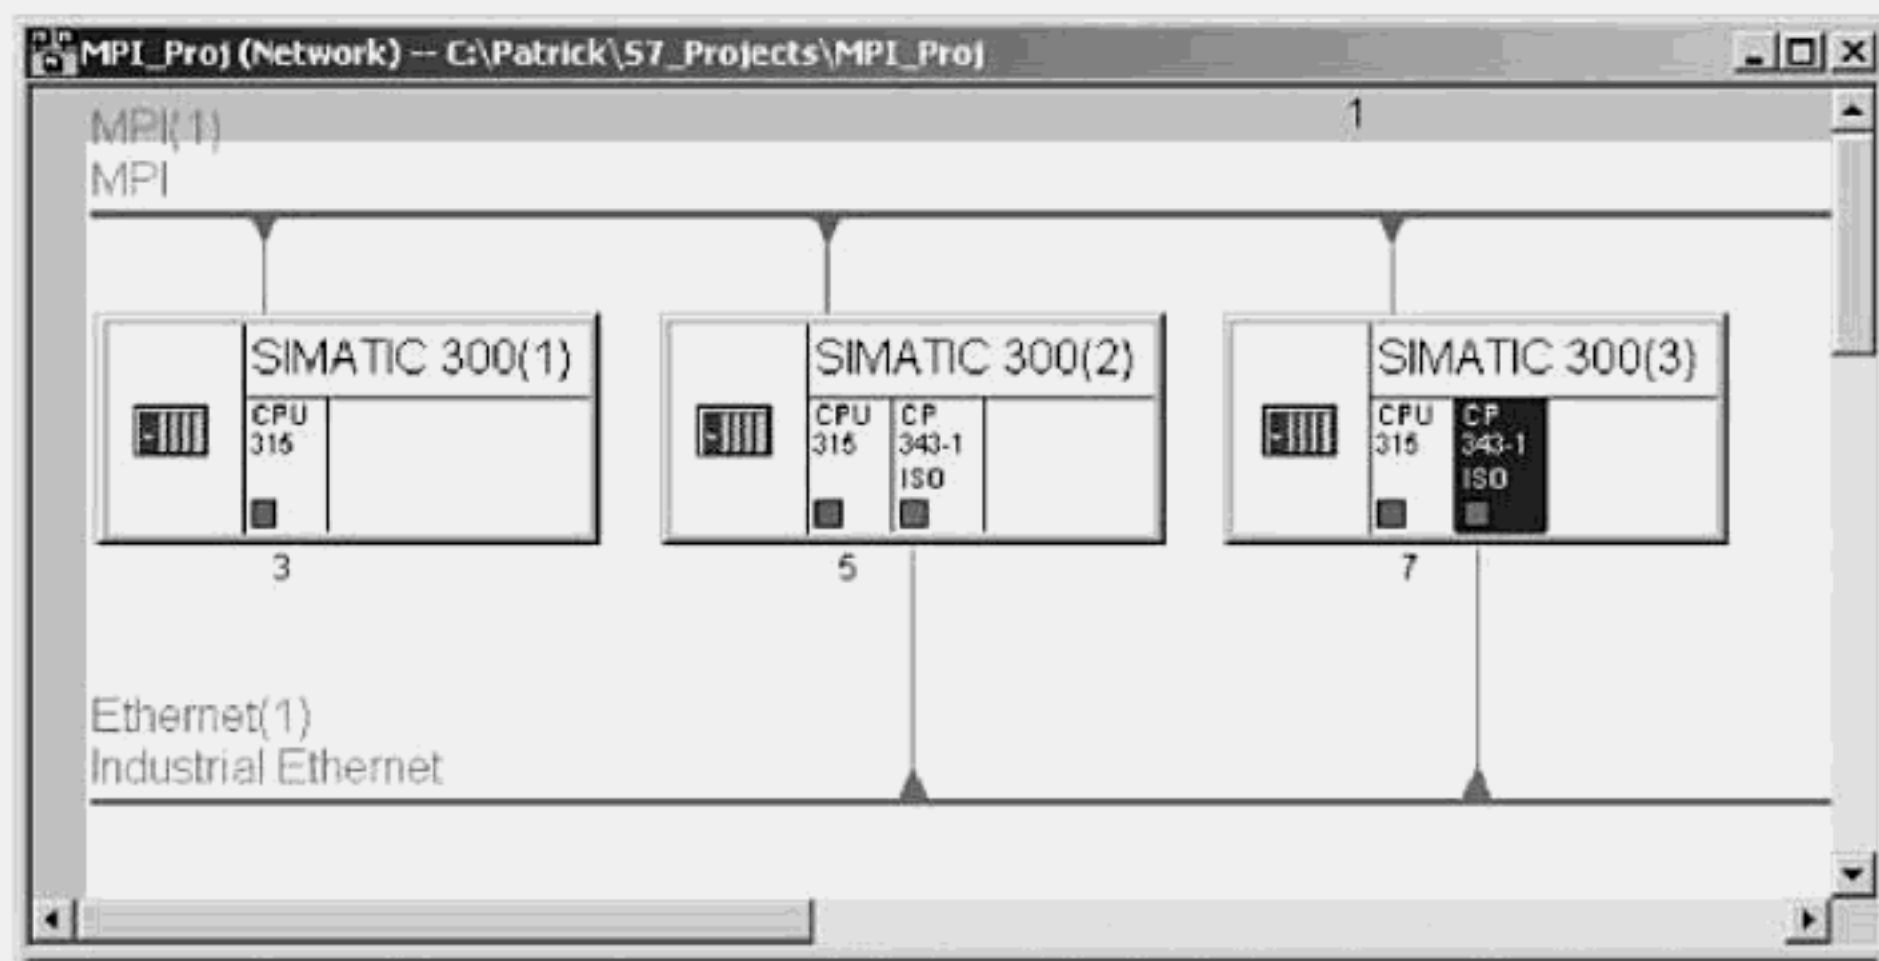 MPI_Proj (Network) -- C:\Patrick\S7_Projects\MPI_Proj
1
MPI(1)
MPI
SIMATIC 300(1)
CPU
315
3
SIMATIC 300(2)
CPU
315
CP
343-1
ISO
5
SIMATIC 300(3)
CPU
315
CP
343-1
ISO
7
Ethernet(1)
Industrial Ethernet